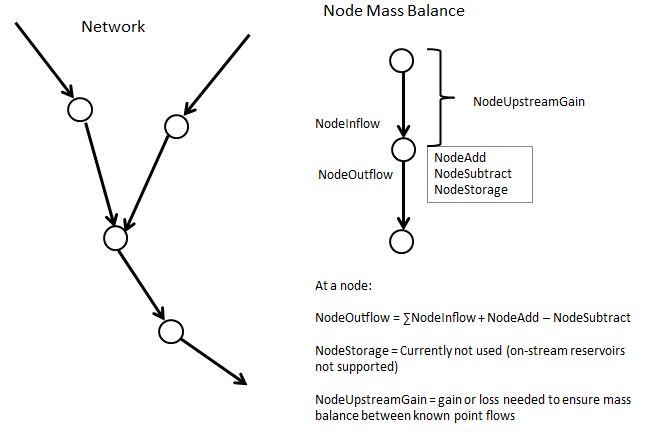 Network
Node Mass Balance
NodeUpstreamGain
NodeInflow
NodeOutflow
NodeAdd
NodeSubtract
NodeStorage
At a node:
NodeOutflow = ∑NodeInflow + NodeAdd – NodeSubtract
NodeStorage = Currently not used (on-stream reservoirs
not supported)
NodeUpstreamGain = gain or loss needed to ensure mass
balance between known point flows